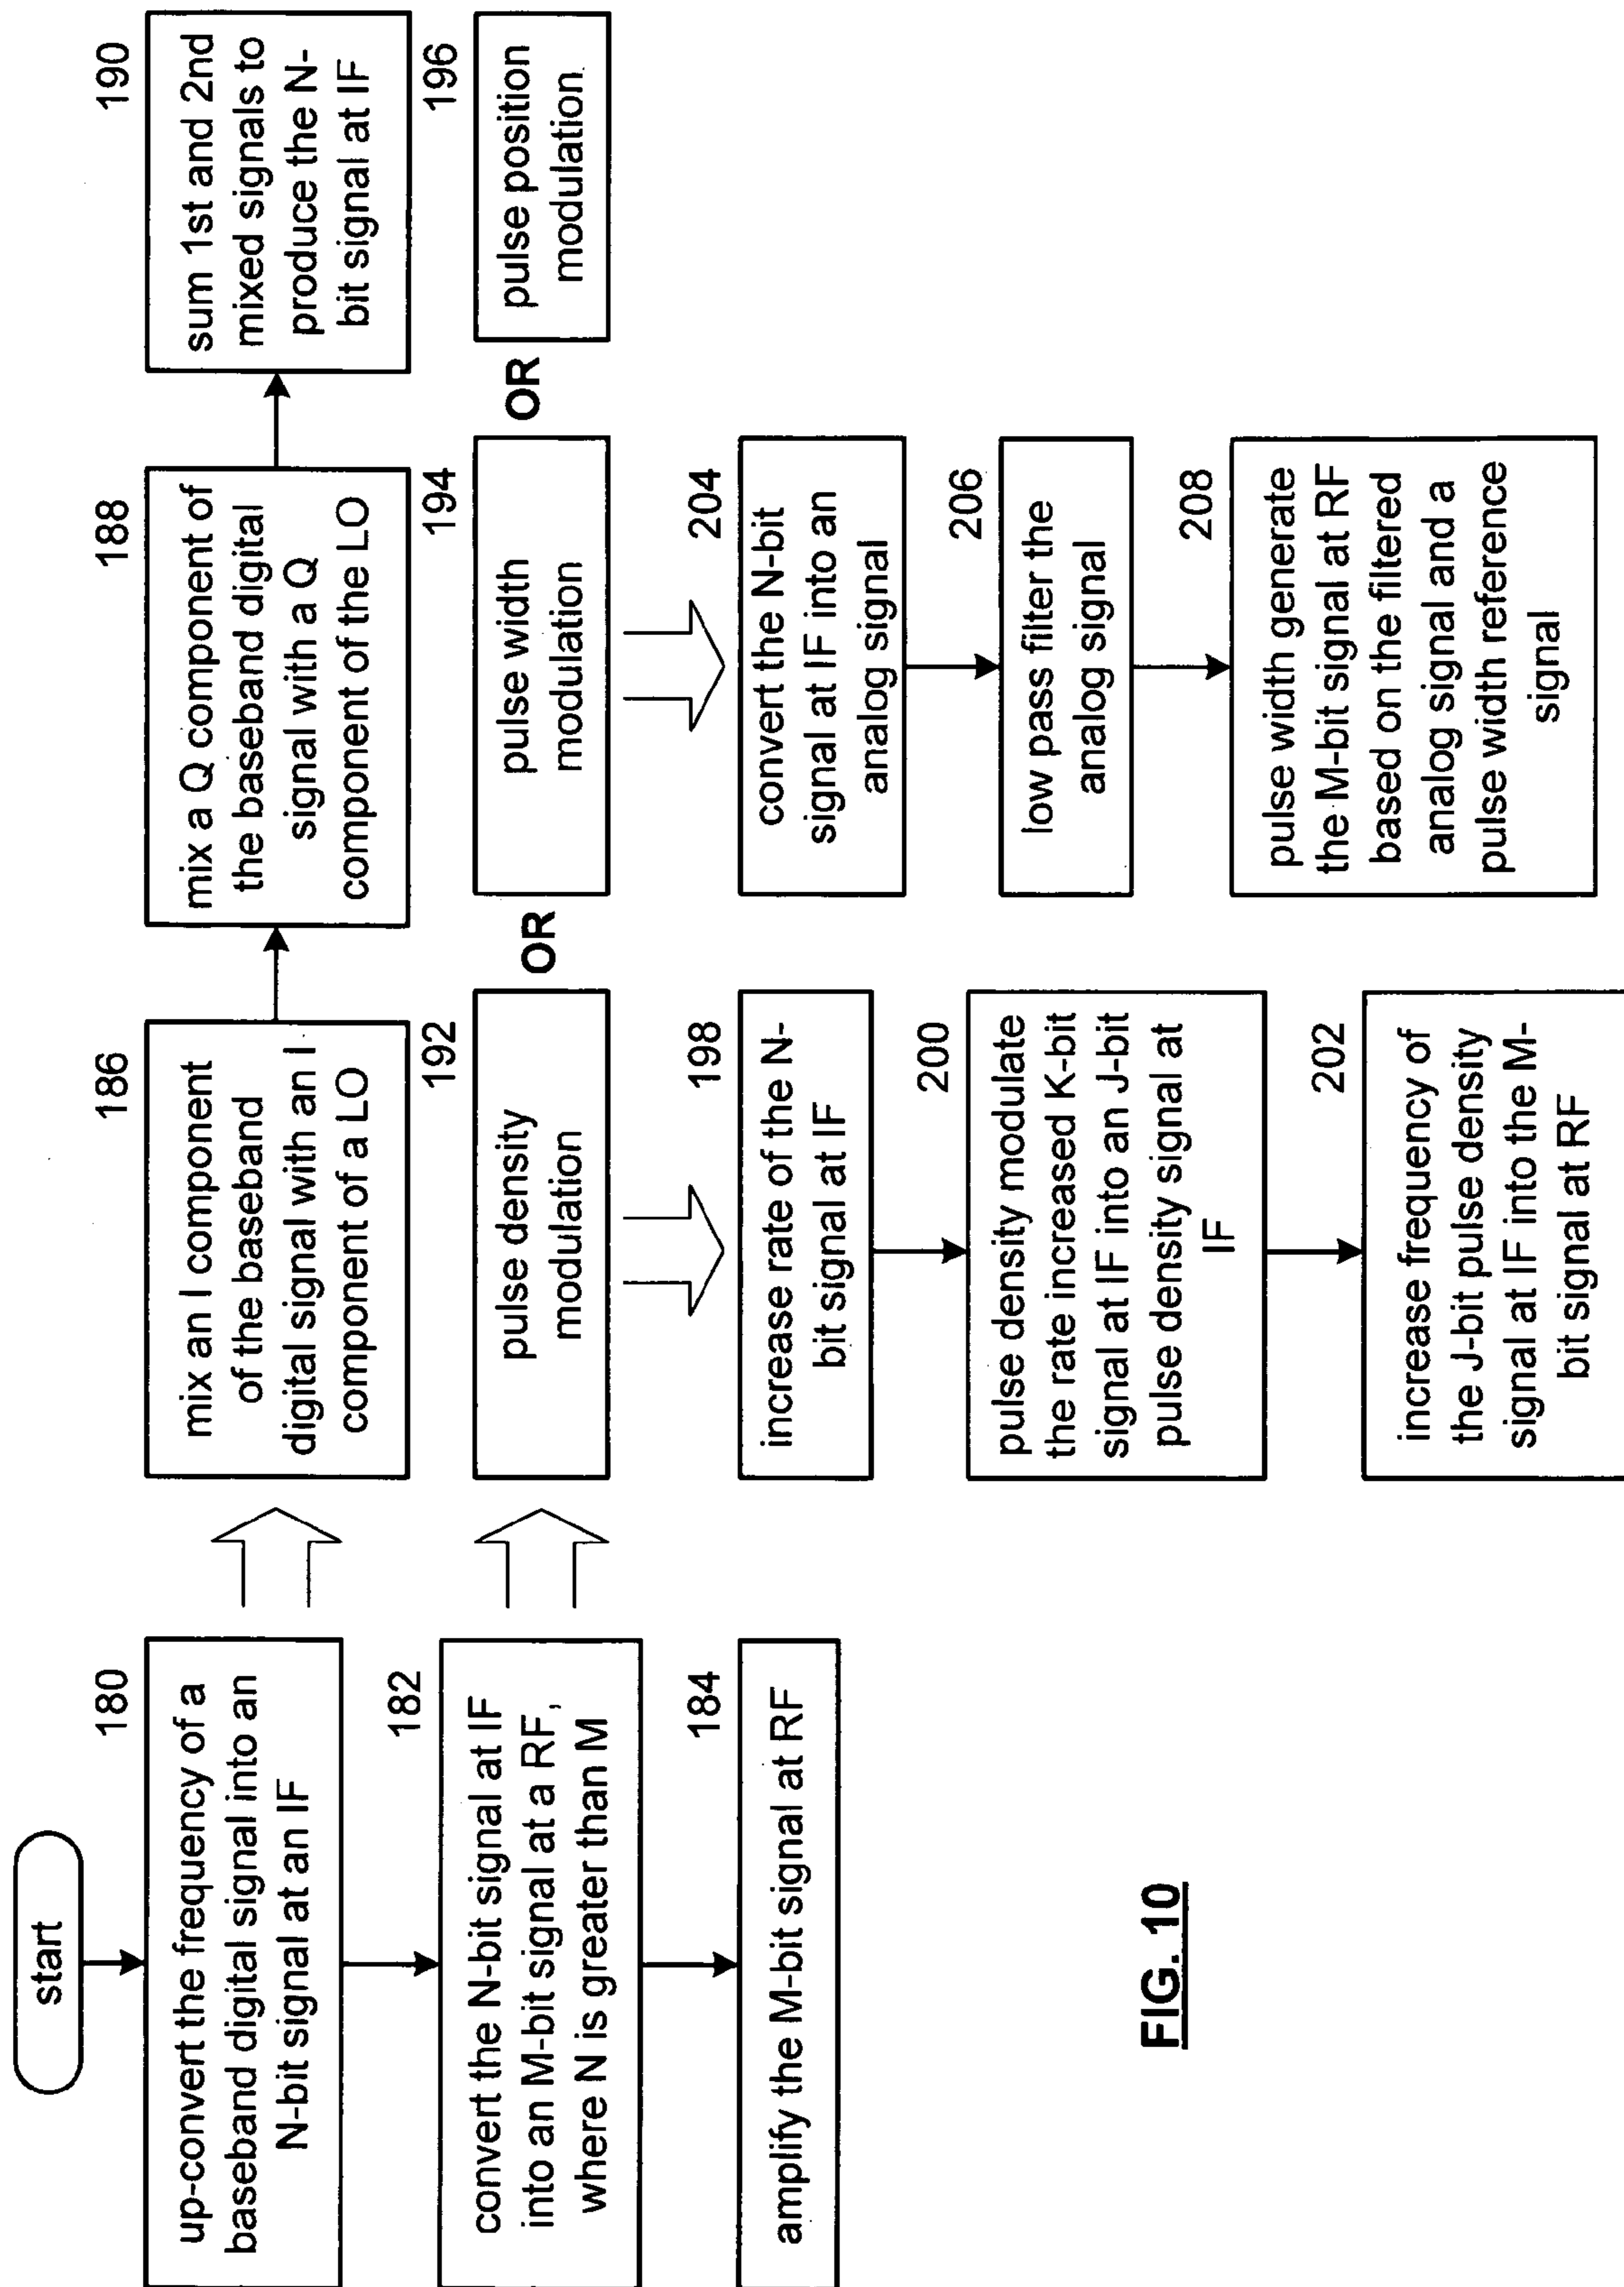 start
180
up-convert the frequency of a
baseband digital signal into an
N-bit signal at an IF
182
convert the N-bit signal at IF
into an M-bit signal at a RF,
where N is greater than M
184
amplify the M-bit signal at RF
186
mix an I component
of the baseband
digital signal with an I
component of a LO
188
mix a Q component of
the baseband digital
signal with a Q
component of the LO
190
sum 1st and 2nd
mixed signals to
produce the N-
bit signal at IF
192
pulse density
modulation
OR
194
pulse width
modulation
OR
196
pulse position
modulation
198
increase rate of the N-
bit signal at IF
200
pulse density modulate
the rate increased K-bit
signal at IF into an J-bit
pulse density signal at
IF
202
increase frequency of
the J-bit pulse density
signal at IF into the M-
bit signal at RF
204
convert the N-bit
signal at IF into an
analog signal
206
low pass filter the
analog signal
208
pulse width generate
the M-bit signal at RF
based on the filtered
analog signal and a
pulse width reference
signal
FIG. 10